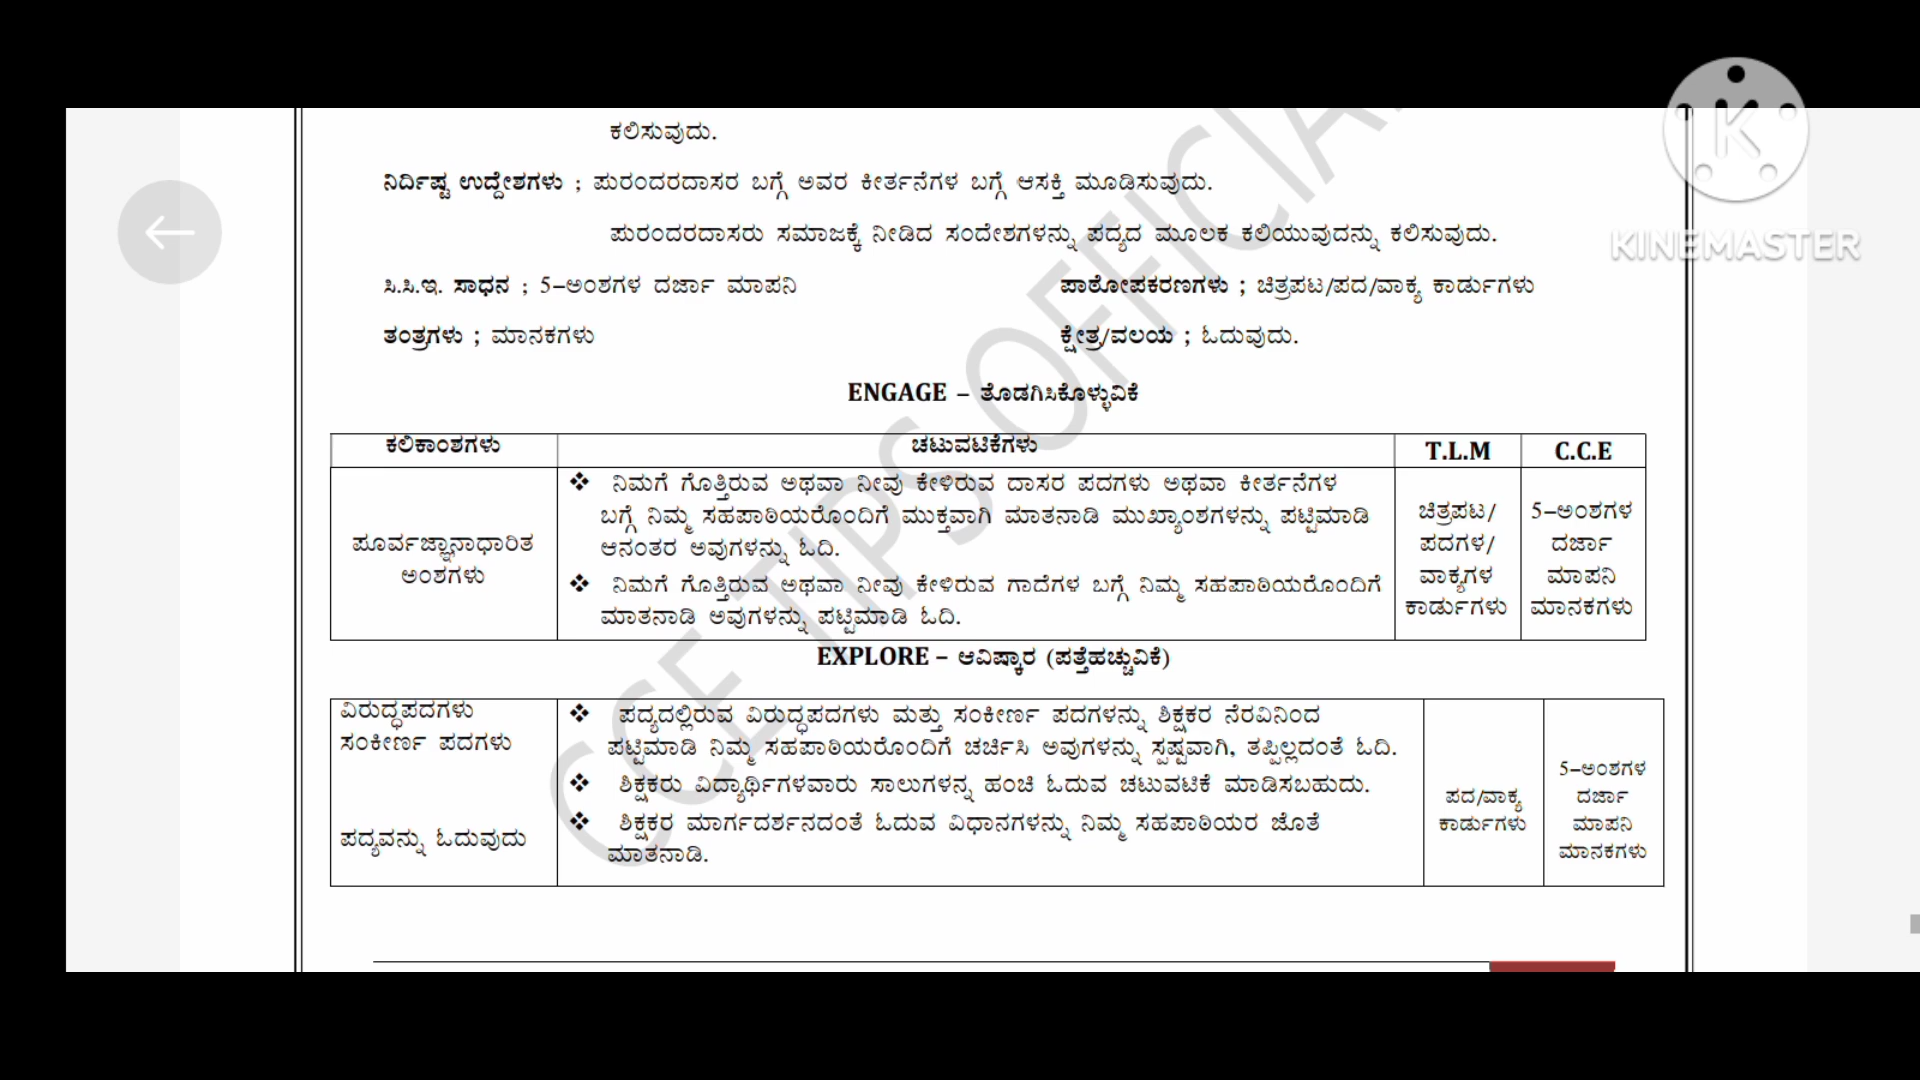 ಕಲಿಸುವುದು.
ನಿರ್ದಿಷ್ಟ ಉದ್ದೇಶಗಳು ; ಪುರಂದರದಾಸರ ಬಗ್ಗೆ ಅವರ ಕೀರ್ತನೆಗಳ ಬಗ್ಗೆ ಆಸಕ್ತಿ ಮೂಡಿಸುವುದು.
ಪುರಂದರದಾಸರು ಸಮಾಜಕ್ಕೆ ನೀಡಿದ ಸಂದೇಶಗಳನ್ನು ಪದ್ಯದ ಮೂಲಕ ಕಲಿಯುವುದನ್ನು ಕಲಿಸುವುದು.
KINEMASTER
ಸಿ.ಸಿ.ಇ. ಸಾಧನ ; 5–ಅಂಶಗಳ ದರ್ಜಾ ಮಾಪನಿ ಪಾಠೋಪಕರಣಗಳು ; ಚಿತ್ರಪಟ/ಪದ/ವಾಕ್ಯ ಕಾರ್ಡುಗಳು
ತಂತ್ರಗಳು ; ಮಾನಕಗಳು ಕ್ಷೇತ್ರ/ವಲಯ ; ಓದುವುದು.
CCE TIPS OFFICIAL
ENGAGE – ತೊಡಗಿಸಿಕೊಳ್ಳುವಿಕೆ
ಕಲಿಕಾಂಶಗಳು ಚಟುವಟಿಕೆಗಳು T.L.M C.C.E
ಪೂರ್ವಜ್ಞಾನಾಧಾರಿತ
ಅಂಶಗಳು
❖ ನಿಮಗೆ ಗೊತ್ತಿರುವ ಅಥವಾ ನೀವು ಕೇಳಿರುವ ದಾಸರ ಪದಗಳು ಅಥವಾ ಕೀರ್ತನೆಗಳ
ಬಗ್ಗೆ ನಿಮ್ಮ ಸಹಪಾಠಿಯರೊಂದಿಗೆ ಮುಕ್ತವಾಗಿ ಮಾತನಾಡಿ ಮುಖ್ಯಾಂಶಗಳನ್ನು ಪಟ್ಟಿಮಾಡಿ
ಆನಂತರ ಅವುಗಳನ್ನು ಓದಿ.
❖ ನಿಮಗೆ ಗೊತ್ತಿರುವ ಅಥವಾ ನೀವು ಕೇಳಿರುವ ಗಾದೆಗಳ ಬಗ್ಗೆ ನಿಮ್ಮ ಸಹಪಾಠಿಯರೊಂದಿಗೆ
ಮಾತನಾಡಿ ಅವುಗಳನ್ನು ಪಟ್ಟಿಮಾಡಿ ಓದಿ.
ಚಿತ್ರಪಟ/
ಪದಗಳ/
ವಾಕ್ಯಗಳ
ಕಾರ್ಡುಗಳು
5–ಅಂಶಗಳ
ದರ್ಜಾ
ಮಾಪನಿ
ಮಾನಕಗಳು
EXPLORE – ಆವಿಷ್ಕಾರ (ಪತ್ತೆಹಚ್ಚುವಿಕೆ)
ವಿರುದ್ಧಪದಗಳು
ಸಂಕೀರ್ಣ ಪದಗಳು
ಪದ್ಯವನ್ನು ಓದುವುದು
❖ ಪದ್ಯದಲ್ಲಿರುವ ವಿರುದ್ಧಪದಗಳು ಮತ್ತು ಸಂಕೀರ್ಣ ಪದಗಳನ್ನು ಶಿಕ್ಷಕರ ನೆರವಿನಿಂದ
ಪಟ್ಟಿಮಾಡಿ ನಿಮ್ಮ ಸಹಪಾಠಿಯರೊಂದಿಗೆ ಚರ್ಚಿಸಿ ಅವುಗಳನ್ನು ಸ್ಪಷ್ಟವಾಗಿ, ತಪ್ಪಿಲ್ಲದಂತೆ ಓದಿ.
❖ ಶಿಕ್ಷಕರು ವಿದ್ಯಾರ್ಥಿಗಳವಾರು ಸಾಲುಗಳನ್ನ ಹಂಚಿ ಓದುವ ಚಟುವಟಿಕೆ ಮಾಡಿಸಬಹುದು.
❖ ಶಿಕ್ಷಕರ ಮಾರ್ಗದರ್ಶನದಂತೆ ಓದುವ ವಿಧಾನಗಳನ್ನು ನಿಮ್ಮ ಸಹಪಾಠಿಯರ ಜೊತೆ
ಮಾತನಾಡಿ.
ಪದ/ವಾಕ್ಯ
ಕಾರ್ಡುಗಳು
5–ಅಂಶಗಳ
ದರ್ಜಾ
ಮಾಪನಿ
ಮಾನಕಗಳು